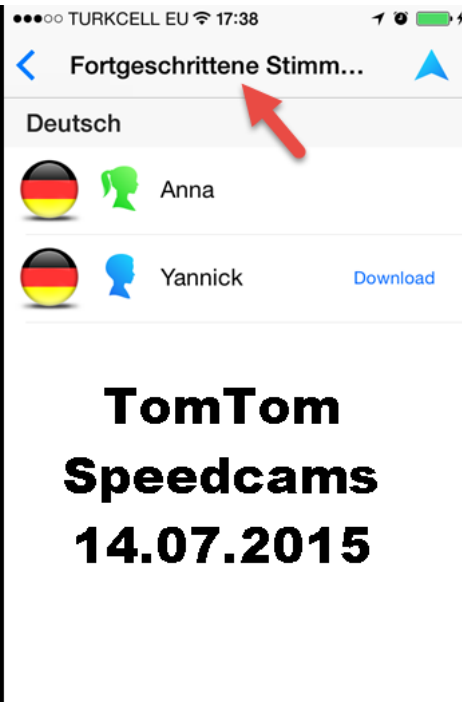 TURKCELL EU 17:38
Fortgeschrittene Stimm...
Deutsch
Anna
Yannick Download
TomTom
Speedcams
14.07.2015